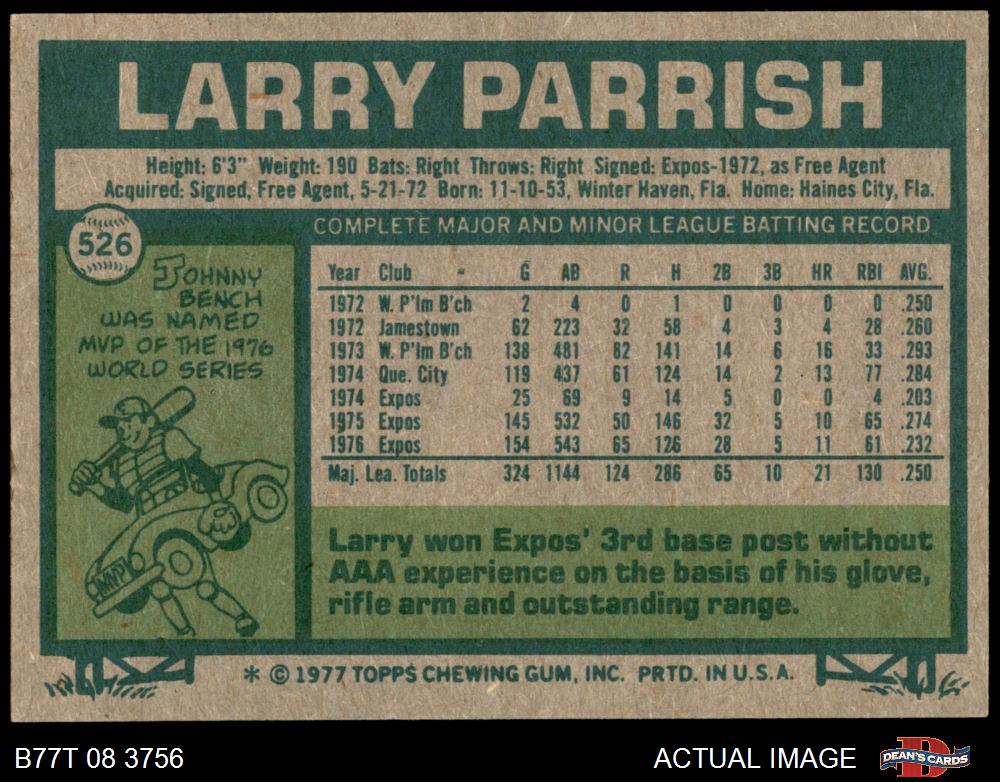 LARRY PARRISH
Height: 6'3" Weight: 190 Bats: Right Throws: Right Signed: Expos-1972, as Free Agent
Acquired: Signed, Free Agent, 5-21-72 Born: 11-10-53, Winter Haven, Fla. Home: Haines City, Fla.
526
JOHNNY
BENCH
WAS NAMED
MVP OF THE 1976
WORLD SERIES
MVP
COMPLETE MAJOR AND MINOR LEAGUE BATTING RECORD
Year Club G AB R H 2B 3B HR RBI AVG.
1972 W. P'lm B'ch 2 4 0 1 0 0 0 0 .250
1972 Jamestown 62 223 32 58 4 3 4 28 .260
1973 W. P'lm B'ch 138 481 82 141 14 6 16 33 .293
1974 Que. City 119 437 61 124 14 2 13 77 .284
1974 Expos 25 69 9 14 5 0 0 4 .203
1975 Expos 145 532 50 146 32 5 10 65 .274
1976 Expos 154 543 65 126 28 5 11 61 .232
Maj. Lea. Totals 324 1144 124 286 65 10 21 130 .250
Larry won Expos' 3rd base post without
AAA experience on the basis of his glove,
rifle arm and outstanding range.
* © 1977 TOPPS CHEWING GUM, INC. PRTD. IN U.S.A.
B77T 08 3756
ACTUAL IMAGE
D
DEAN'S CARDS